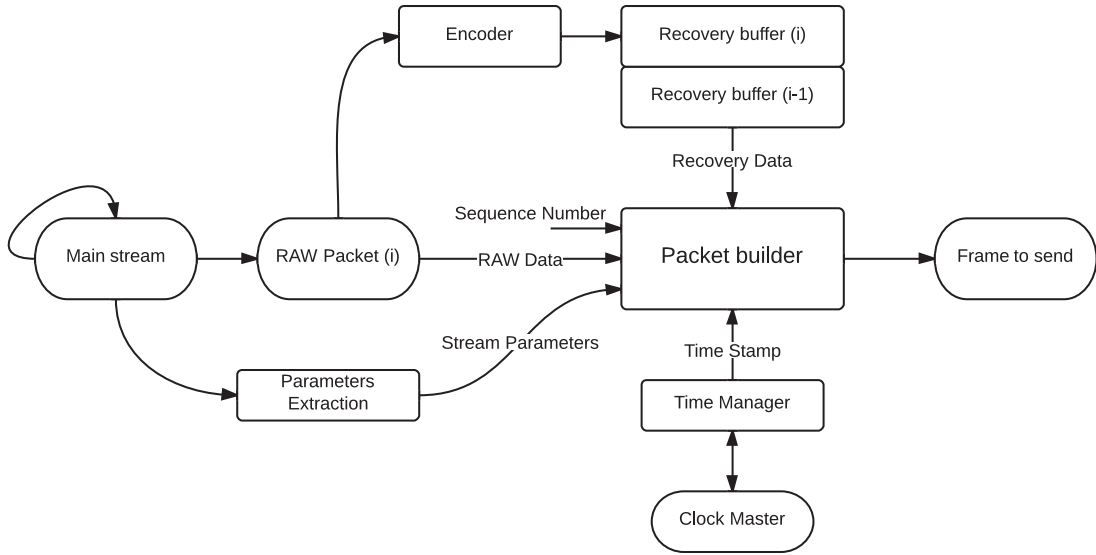 Encoder
Recovery buffer (i)
Recovery buffer (i-1)
Recovery Data
Sequence Number
Main stream
RAW Packet (i)
RAW Data
Packet builder
Frame to send
Stream Parameters
Time Stamp
Parameters
Extraction
Time Manager
Clock Master